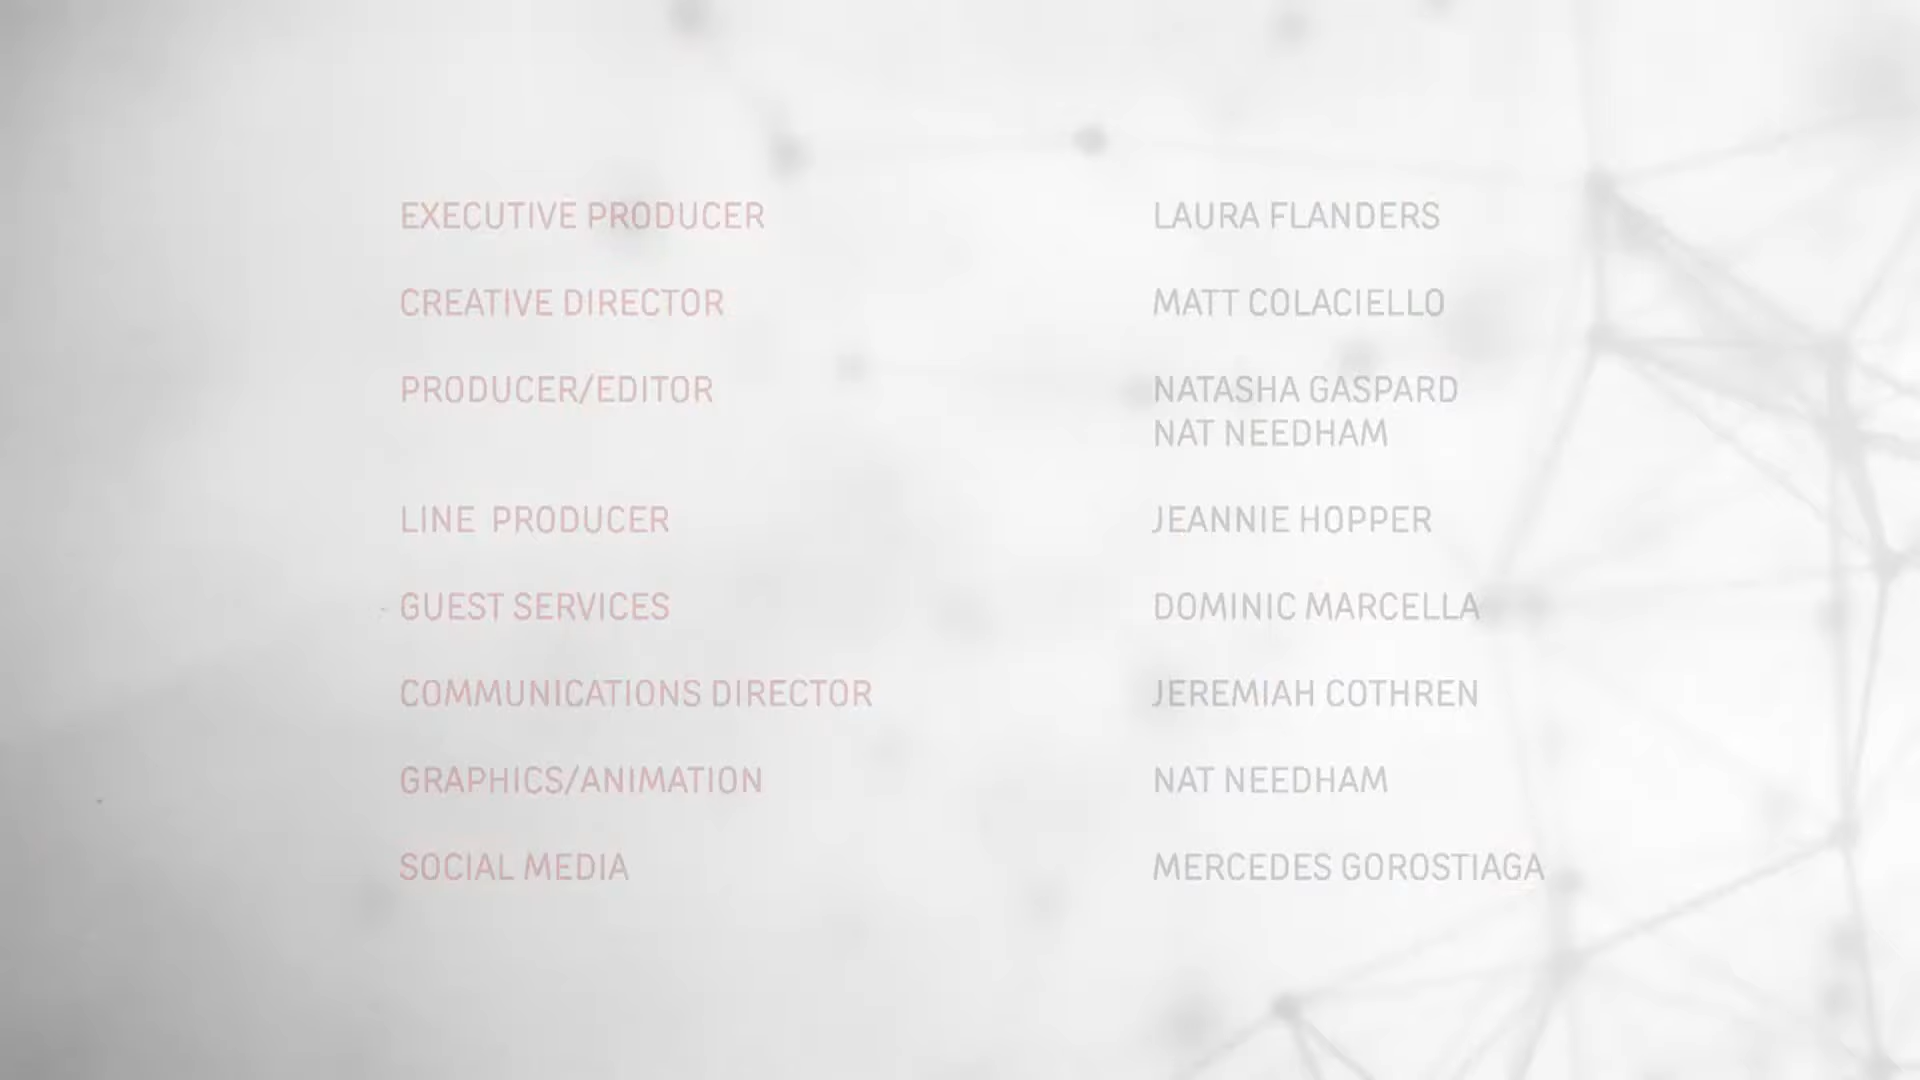 EXECUTIVE PRODUCER LAURA FLANDERS
CREATIVE DIRECTOR MATT COLACIELLO
PRODUCER/EDITOR NATASHA GASPARD
NAT NEEDHAM
LINE PRODUCER JEANNIE HOPPER
GUEST SERVICES DOMINIC MARCELLA
COMMUNICATIONS DIRECTOR JEREMIAH COTHREN
GRAPHICS/ANIMATION NAT NEEDHAM
SOCIAL MEDIA MERCEDES GOROSTIAGA